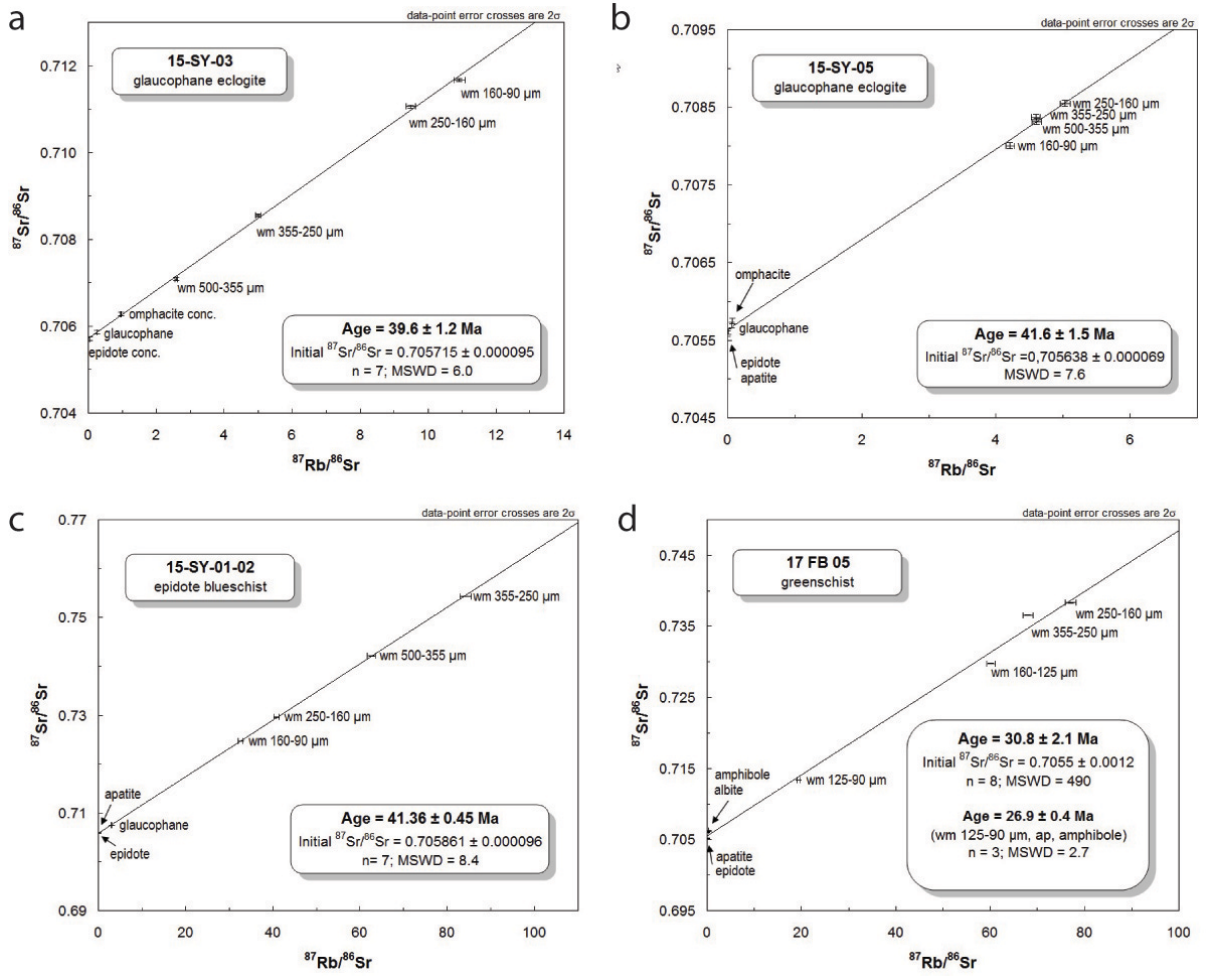 a
data-point error crosses are 2σ
15-SY-03
glaucophane eclogite
0.712
0.710
0.708
0.706
0.704
⁸⁷Sr/⁸⁶Sr
wm 160-90 µm
wm 250-160 µm
wm 355-250 µm
wm 500-355 µm
omphacite conc.
glaucophane
epidote conc.
Age = 39.6 ± 1.2 Ma
Initial ⁸⁷Sr/⁸⁶Sr = 0.705715 ± 0.000095
n = 7; MSWD = 6.0
0 2 4 6 8 10 12 14
⁸⁷Rb/⁸⁶Sr
b
data-point error crosses are 2σ
15-SY-05
glaucophane eclogite
0.7095
0.7085
0.7075
0.7065
0.7055
0.7045
⁸⁷Sr/⁸⁶Sr
wm 250-160 µm
wm 355-250 µm
wm 500-355 µm
wm 160-90 µm
omphacite
glaucophane
epidote
apatite
Age = 41.6 ± 1.5 Ma
Initial ⁸⁷Sr/⁸⁶Sr =0,705638 ± 0.000069
MSWD = 7.6
0 2 4 6
⁸⁷Rb/⁸⁶Sr
c
data-point error crosses are 2σ
15-SY-01-02
epidote blueschist
0.77
0.75
0.73
0.71
0.69
⁸⁷Sr/⁸⁶Sr
wm 355-250 µm
wm 500-355 µm
wm 250-160 µm
wm 160-90 µm
apatite
glaucophane
epidote
Age = 41.36 ± 0.45 Ma
Initial ⁸⁷Sr/⁸⁶Sr = 0.705861 ± 0.000096
n= 7; MSWD = 8.4
0 20 40 60 80 100
⁸⁷Rb/⁸⁶Sr
d
data-point error crosses are 2σ
17 FB 05
greenschist
0.745
0.735
0.725
0.715
0.705
0.695
⁸⁷Sr/⁸⁶Sr
wm 250-160 µm
wm 355-250 µm
wm 160-125 µm
wm 125-90 µm
amphibole
albite
apatite
epidote
Age = 30.8 ± 2.1 Ma
Initial ⁸⁷Sr/⁸⁶Sr = 0.7055 ± 0.0012
n = 8; MSWD = 490
Age = 26.9 ± 0.4 Ma
(wm 125-90 µm, ap, amphibole)
n = 3; MSWD = 2.7
0 20 40 60 80 100
⁸⁷Rb/⁸⁶Sr